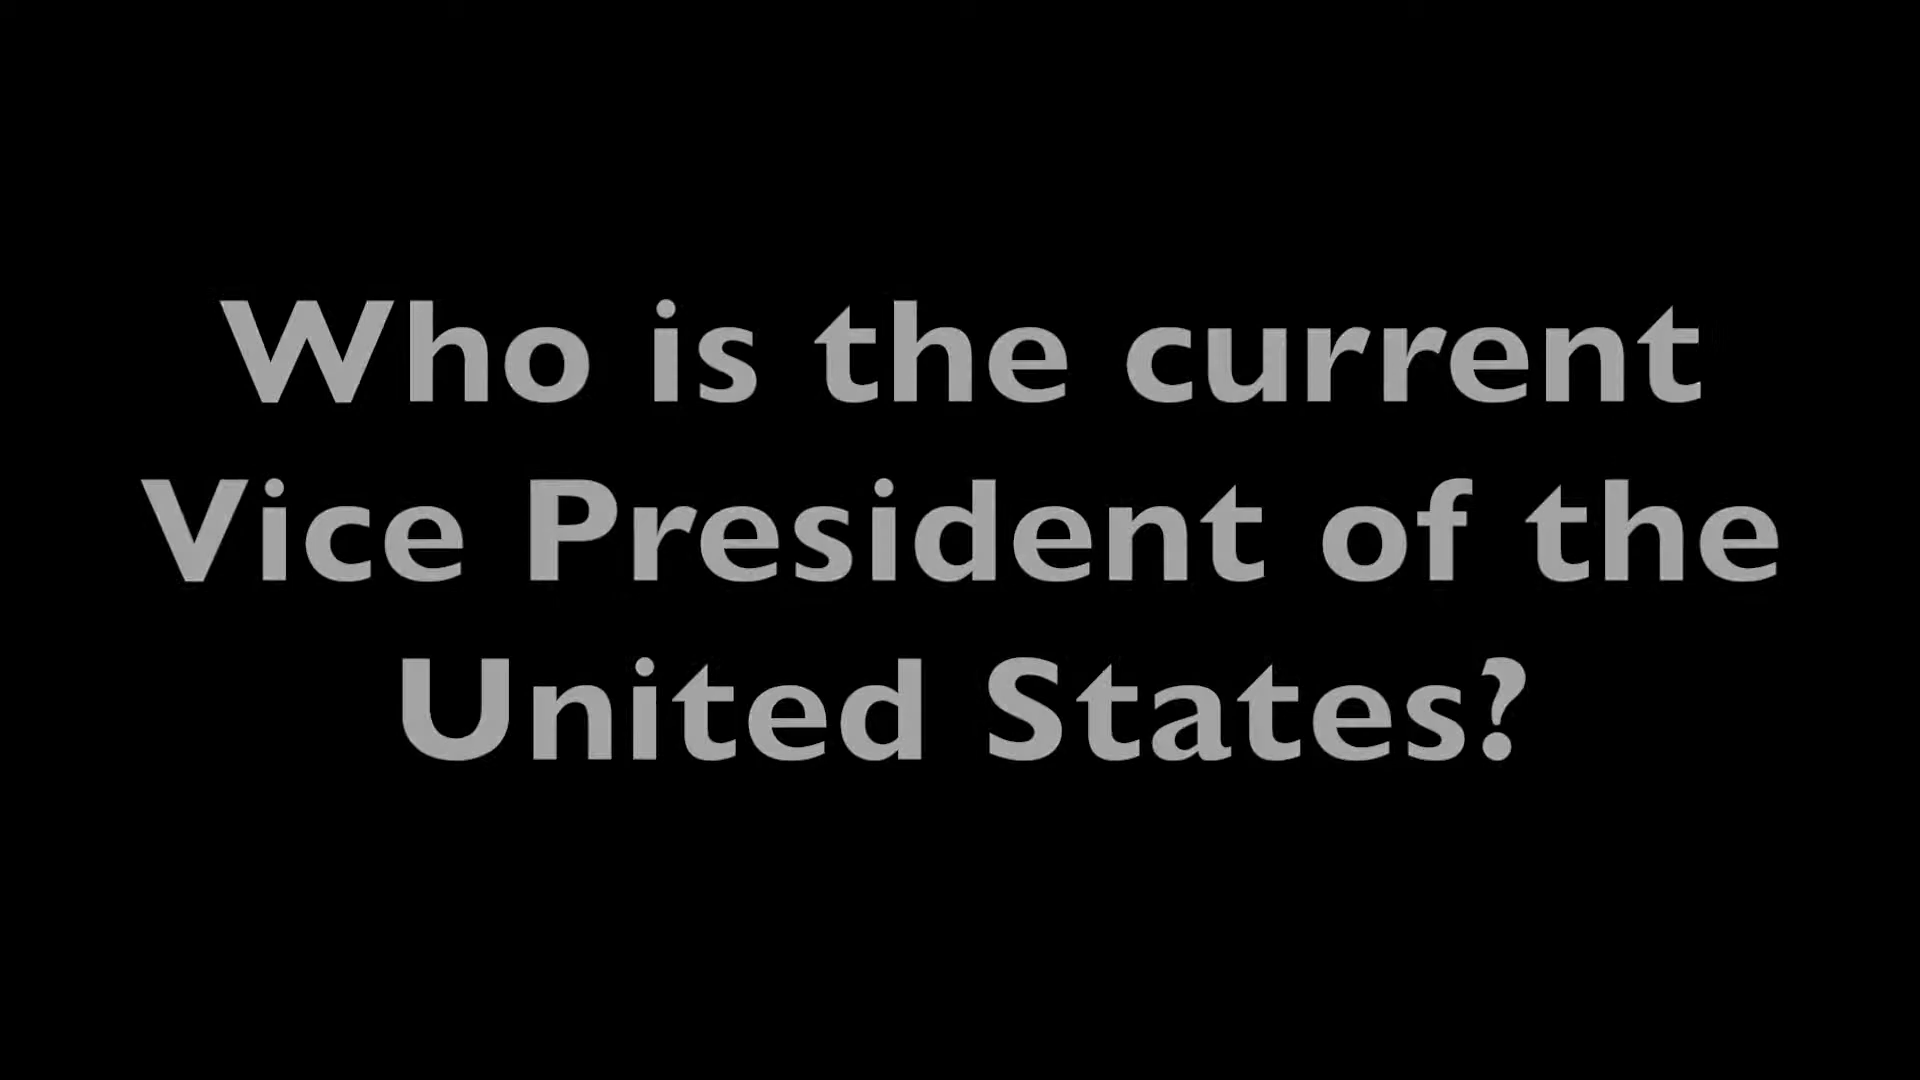 Who is the current
Vice President of the
United States?